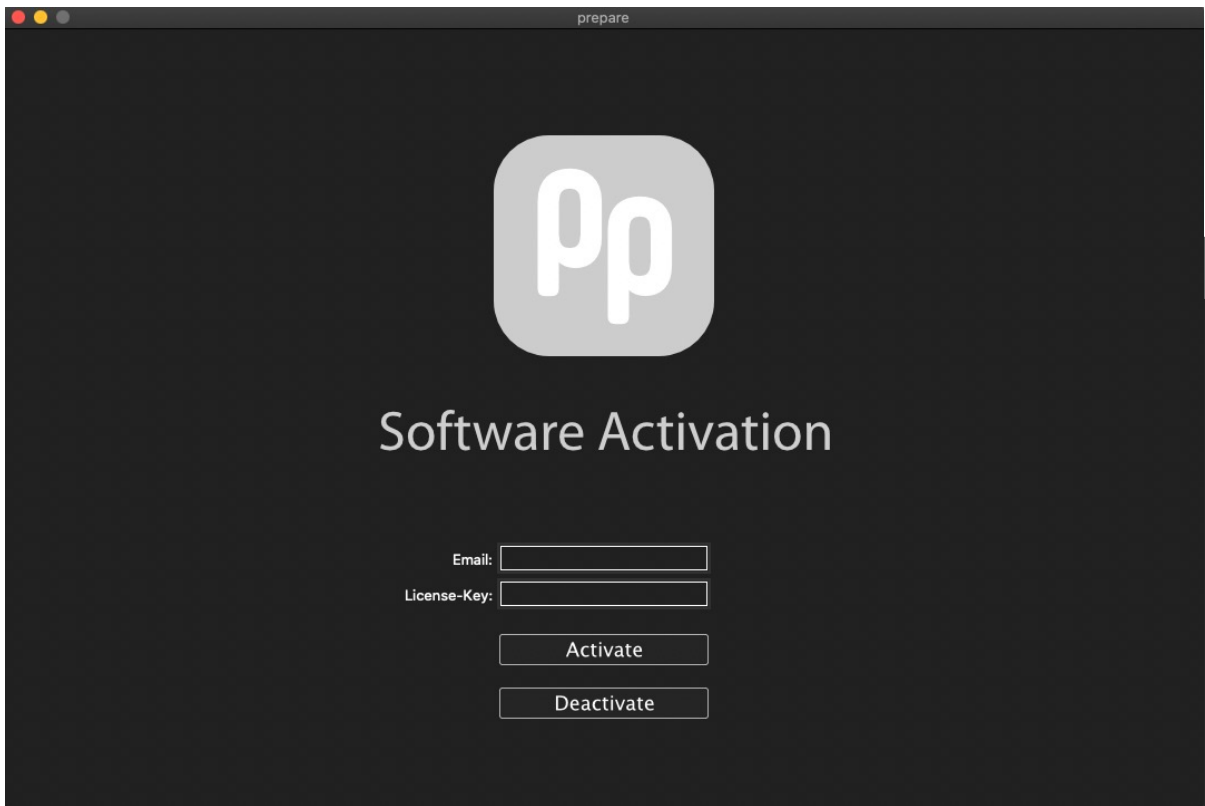 prepare
Pp
Software Activation
Email:
License-Key:
Activate
Deactivate